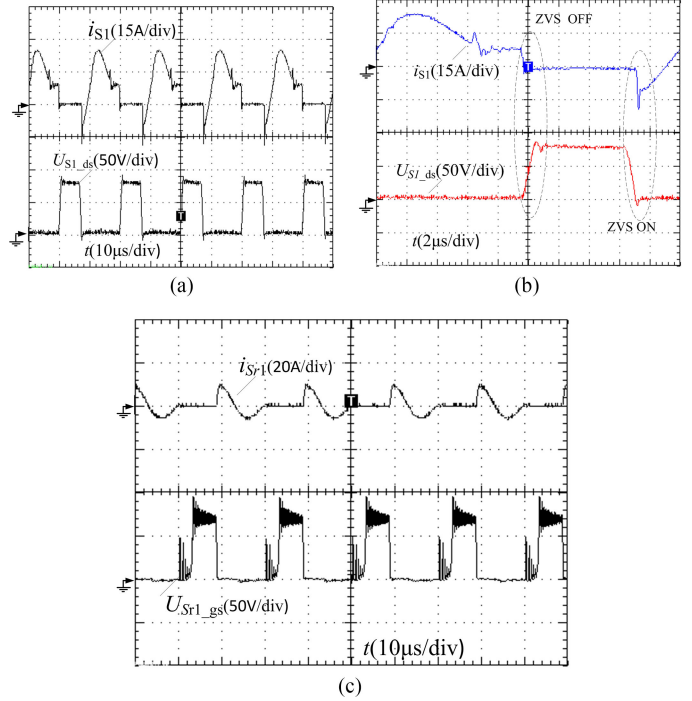 iS1(15A/div)
US1_ds(50V/div)
T
t(10μs/div)
(a)
ZVS OFF
T
iS1(15A/div)
US1_ds(50V/div)
ZVS ON
t(2μs/div)
(b)
iSr1(20A/div)
T
USr1_gs(50V/div)
t(10μs/div)
(c)